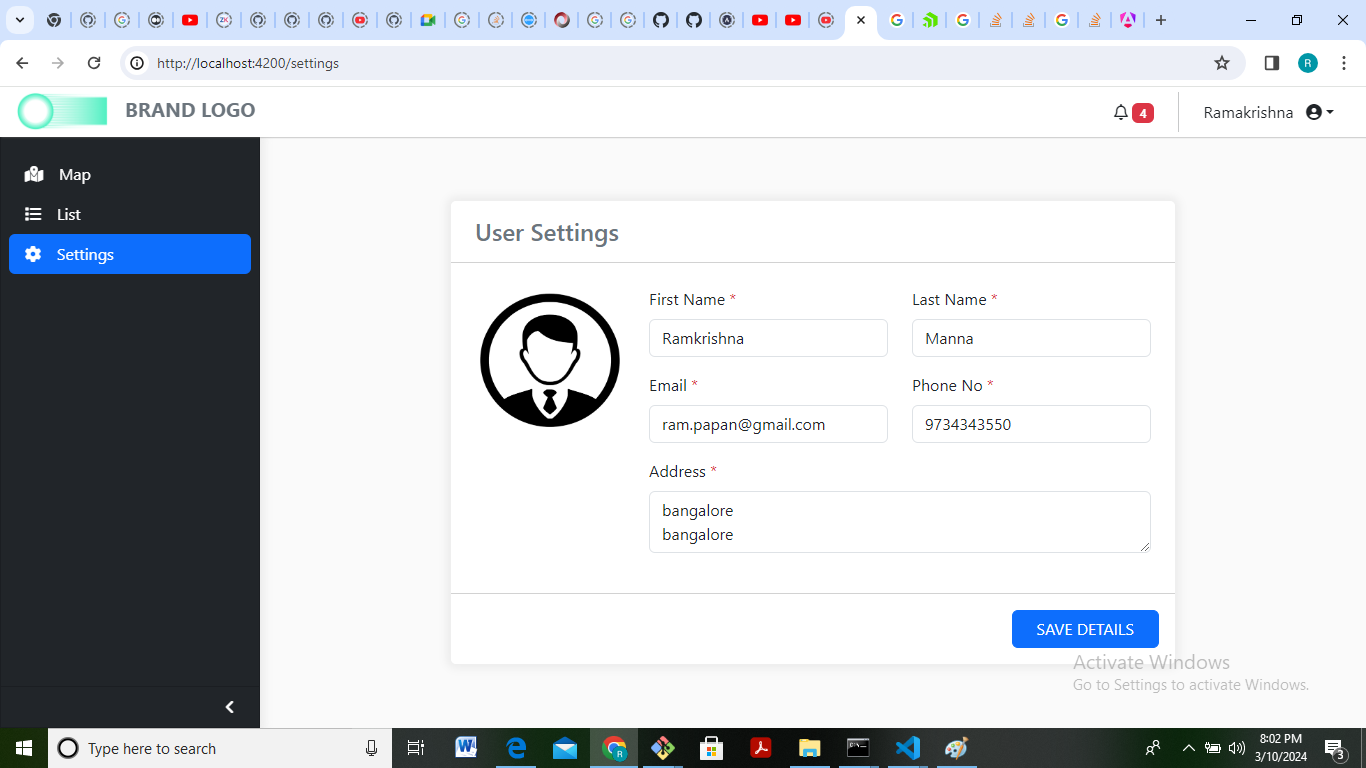 http://localhost:4200/settings
R
BRAND LOGO
4
Ramakrishna
Map
List
Settings
User Settings
First Name *
Last Name *
Ramkrishna
Manna
Email *
Phone No *
ram.papan@gmail.com
9734343550
Address *
bangalore
bangalore
SAVE DETAILS
Activate Windows
Go to Settings to activate Windows.
Type here to search
8:02 PM
3/10/2024
3